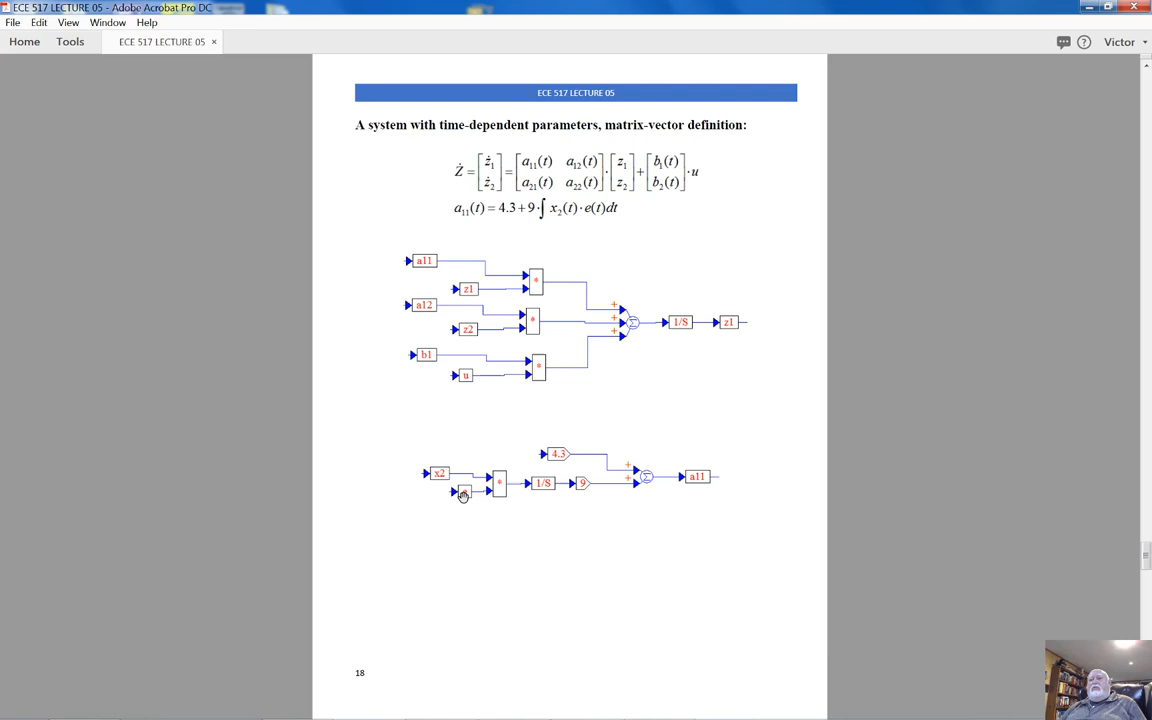 ECE 517 LECTURE 05 - Adobe Acrobat Pro DC
File Edit View Window Help
Home Tools ECE 517 LECTURE 05 × Victor
ECE 517 LECTURE 05
A system with time-dependent parameters, matrix-vector definition:
Ż = [ż₁ ż₂] = [a₁₁(t) a₁₂(t) a₂₁(t) a₂₂(t)] · [z₁ z₂] + [b₁(t) b₂(t)] · u
a₁₁(t) = 4.3 + 9 · ∫ x₂(t) · e(t)dt
a11
z1
*
a12
z2
*
+
+
+
Σ
1/S
z1
b1
u
*
4.3
x2
*
1/S
9
+
+
Σ
a11
18